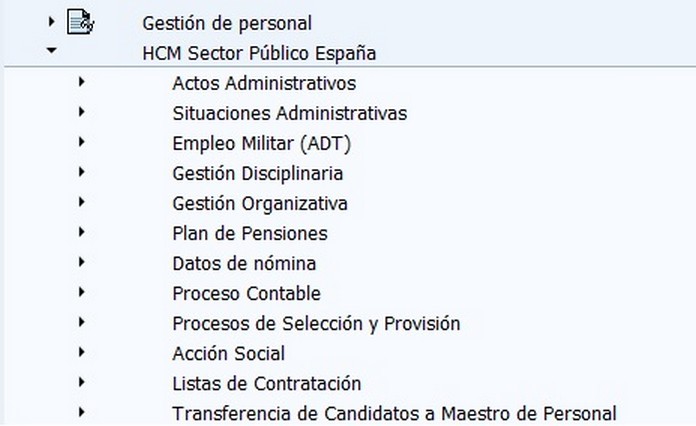 Gestión de personal
HCM Sector Público España
Actos Administrativos
Situaciones Administrativas
Empleo Militar (ADT)
Gestión Disciplinaria
Gestión Organizativa
Plan de Pensiones
Datos de nómina
Proceso Contable
Procesos de Selección y Provisión
Acción Social
Listas de Contratación
Transferencia de Candidatos a Maestro de Personal